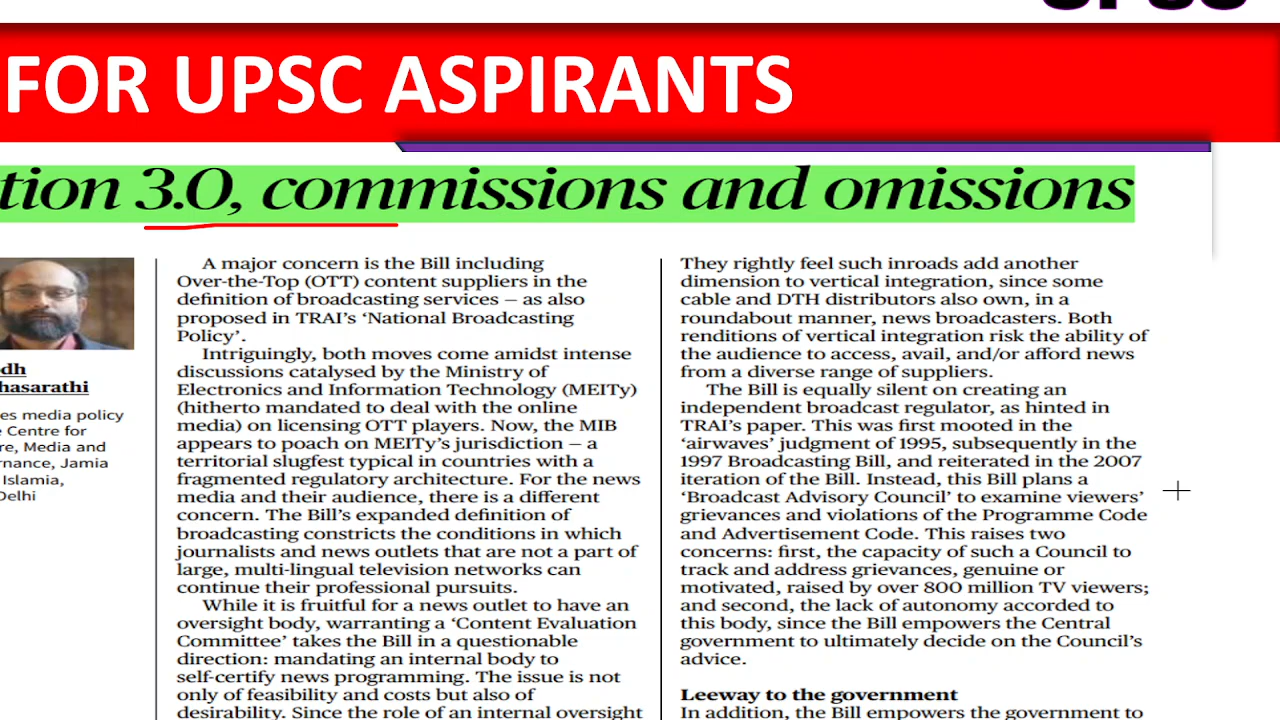 FOR UPSC ASPIRANTS
tion 3.0, commissions and omissions
dh
hasarathi
es media policy
e Centre for
re, Media and
rnance, Jamia
Islamia,
Delhi
A major concern is the Bill including
Over-the-Top (OTT) content suppliers in the
definition of broadcasting services – as also
proposed in TRAI's 'National Broadcasting
Policy'.
Intriguingly, both moves come amidst intense
discussions catalysed by the Ministry of
Electronics and Information Technology (MEITy)
(hitherto mandated to deal with the online
media) on licensing OTT players. Now, the MIB
appears to poach on MEITy's jurisdiction – a
territorial slugfest typical in countries with a
fragmented regulatory architecture. For the news
media and their audience, there is a different
concern. The Bill's expanded definition of
broadcasting constricts the conditions in which
journalists and news outlets that are not a part of
large, multi-lingual television networks can
continue their professional pursuits.
While it is fruitful for a news outlet to have an
oversight body, warranting a 'Content Evaluation
Committee' takes the Bill in a questionable
direction: mandating an internal body to
self-certify news programming. The issue is not
only of feasibility and costs but also of
desirability. Since the role of an internal oversight
They rightly feel such inroads add another
dimension to vertical integration, since some
cable and DTH distributors also own, in a
roundabout manner, news broadcasters. Both
renditions of vertical integration risk the ability of
the audience to access, avail, and/or afford news
from a diverse range of suppliers.
The Bill is equally silent on creating an
independent broadcast regulator, as hinted in
TRAI's paper. This was first mooted in the
'airwaves' judgment of 1995, subsequently in the
1997 Broadcasting Bill, and reiterated in the 2007
iteration of the Bill. Instead, this Bill plans a
'Broadcast Advisory Council' to examine viewers'
grievances and violations of the Programme Code
and Advertisement Code. This raises two
concerns: first, the capacity of such a Council to
track and address grievances, genuine or
motivated, raised by over 800 million TV viewers;
and second, the lack of autonomy accorded to
this body, since the Bill empowers the Central
government to ultimately decide on the Council's
advice.
Leeway to the government
In addition, the Bill empowers the government to